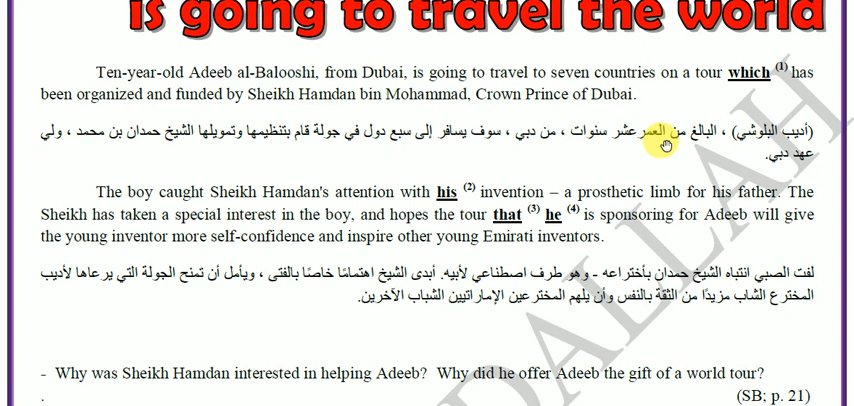 is going to travel the world
Ten-year-old Adeeb al-Balooshi, from Dubai, is going to travel to seven countries on a tour which (1) has
been organized and funded by Sheikh Hamdan bin Mohammad, Crown Prince of Dubai.
(أديب البلوشي) ، البالغ من العمر عشر سنوات ، من دبي ، سوف يسافر إلى سبع دول في جولة قام بتنظيمها وتمويلها الشيخ حمدان بن محمد ، ولي
عهد دبي.
The boy caught Sheikh Hamdan's attention with his (2) invention – a prosthetic limb for his father. The
Sheikh has taken a special interest in the boy, and hopes the tour that (3) he (4) is sponsoring for Adeeb will give
the young inventor more self-confidence and inspire other young Emirati inventors.
لفت الصبي انتباه الشيخ حمدان بأختراعه - وهو طرف اصطناعي لأبيه. أبدى الشيخ اهتمامًا خاصًا بالفتى ، ويأمل أن تمنح الجولة التي يرعاها لأديب
المخترع الشاب مزيدًا من الثقة بالنفس وأن يلهم المخترعين الإماراتيين الشباب الآخرين.
- Why was Sheikh Hamdan interested in helping Adeeb? Why did he offer Adeeb the gift of a world tour?
. (SB; p. 21)
DALLAH